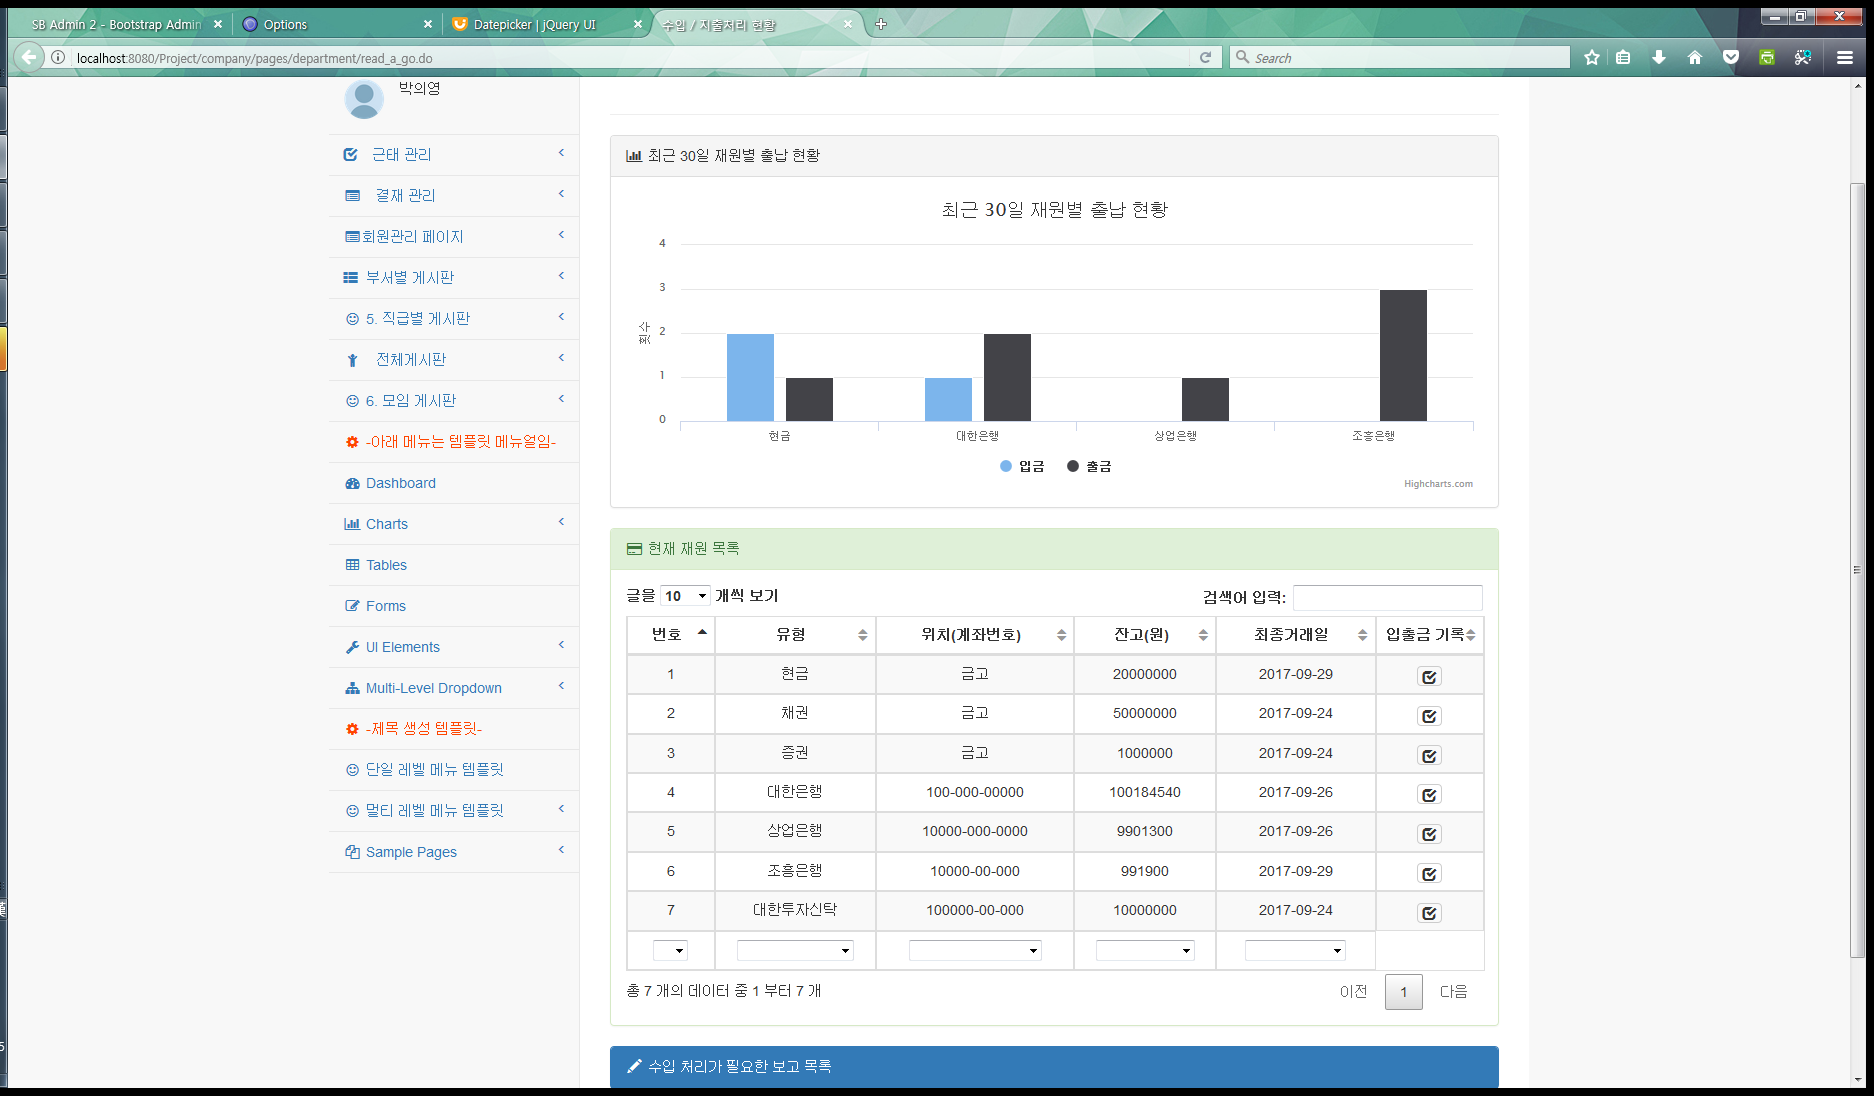 SB Admin 2 - Bootstrap Admin
Options
Datepicker | jQuery UI
수입 / 지출처리 현황
localhost:8080/Project/company/pages/department/read_a_go.do
Search
박의영
근태 관리
결재 관리
회원관리 페이지
부서별 게시판
5. 직급별 게시판
전체게시판
6. 모임 게시판
-아래 메뉴는 템플릿 메뉴얼임-
Dashboard
Charts
Tables
Forms
UI Elements
Multi-Level Dropdown
-제목 생성 템플릿-
단일 레벨 메뉴 템플릿
멀티 레벨 메뉴 템플릿
Sample Pages
최근 30일 재원별 출납 현황
최근 30일 재원별 출납 현황
4
3
2
1
0
횟수
현금 대한은행 상업은행 조흥은행
입금 출금
Highcharts.com
현재 재원 목록
글을 10 개씩 보기 검색어 입력:
번호 유형 위치(계좌번호) 잔고(원) 최종거래일 입출금 기록
1 현금 금고 20000000 2017-09-29
2 채권 금고 50000000 2017-09-24
3 증권 금고 1000000 2017-09-24
4 대한은행 100-000-00000 100184540 2017-09-26
5 상업은행 10000-000-0000 9901300 2017-09-26
6 조흥은행 10000-00-000 991900 2017-09-29
7 대한투자신탁 100000-00-000 10000000 2017-09-24
총 7 개의 데이터 중 1 부터 7 개
이전 1 다음
수입 처리가 필요한 보고 목록